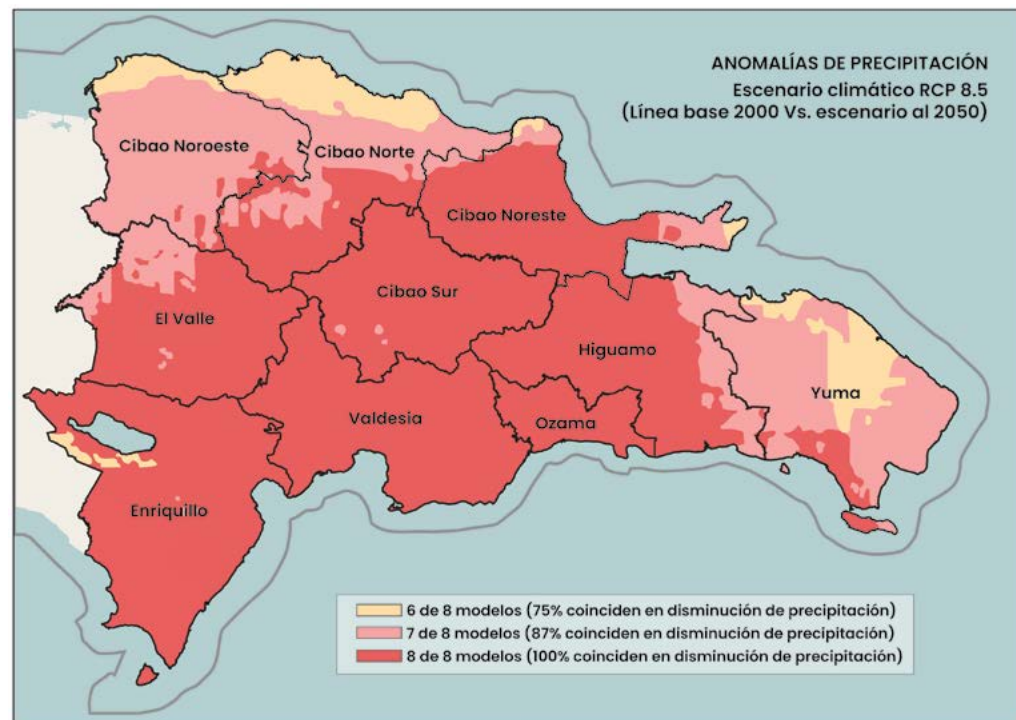 ANOMALÍAS DE PRECIPITACIÓN
Escenario climático RCP 8.5
(Línea base 2000 Vs. escenario al 2050)
Cibao Noroeste
Cibao Norte
Cibao Noreste
Cibao Sur
El Valle
Higuamo
Yuma
Valdesia
Ozama
Enriquillo
6 de 8 modelos (75% coinciden en disminución de precipitación)
7 de 8 modelos (87% coinciden en disminución de precipitación)
8 de 8 modelos (100% coinciden en disminución de precipitación)